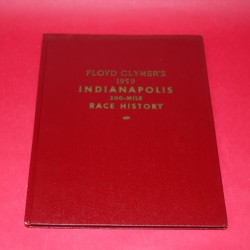 FLOYD CLYMER'S
1959
INDIANAPOLIS
500-MILE
RACE HISTORY